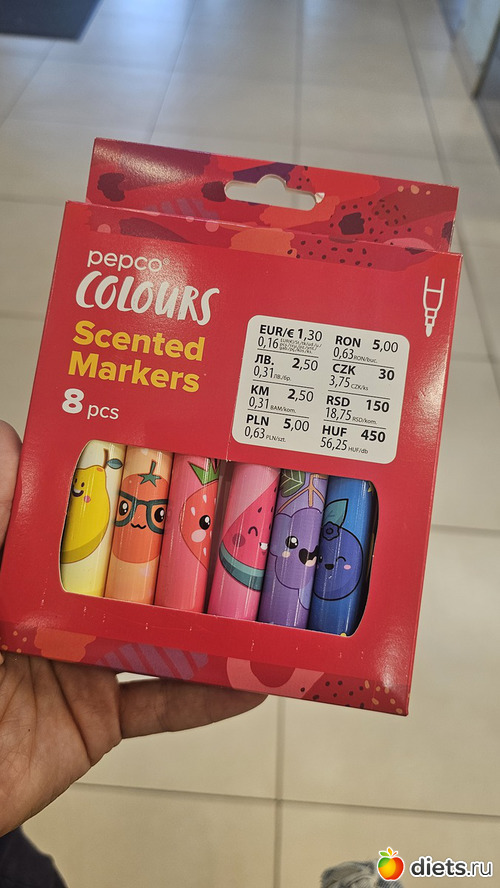 pepco®
COLOURS
Scented
Markers
8 pcs
EUR/€ 1,30
0,16
ЛВ. 2,50
0,31 ЛВ./бр.
KM 2,50
0,31 BAM/kom.
PLN 5,00
0,63 PLN/szt.
RON 5,00
0,63 RON/buc.
CZK 30
3,75 CZK/ks
RSD 150
18,75 RSD/kom.
HUF 450
56,25 HUF/db
diets.ru